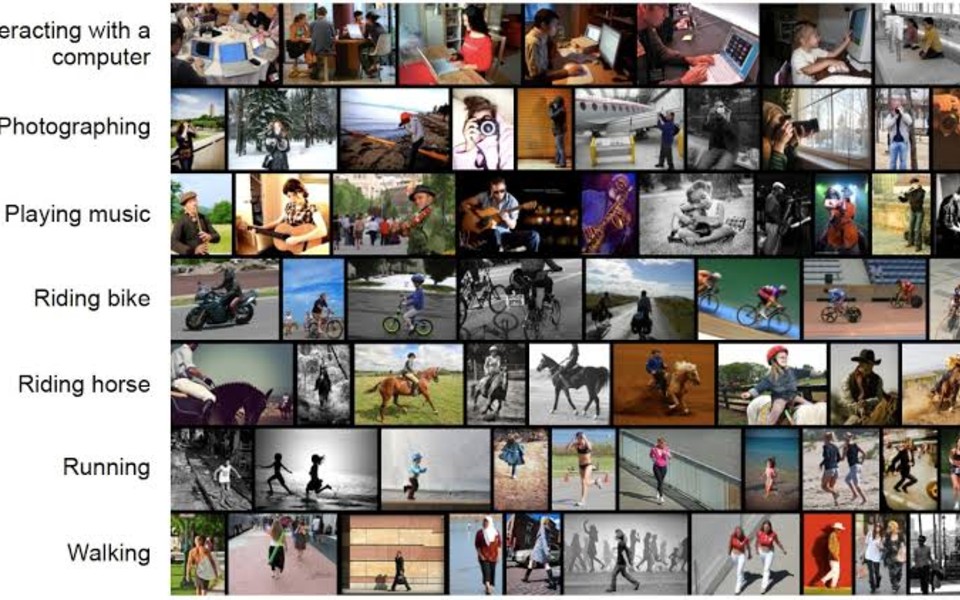 eracting with a
computer
Photographing
Playing music
Riding bike
Riding horse
Running
Walking